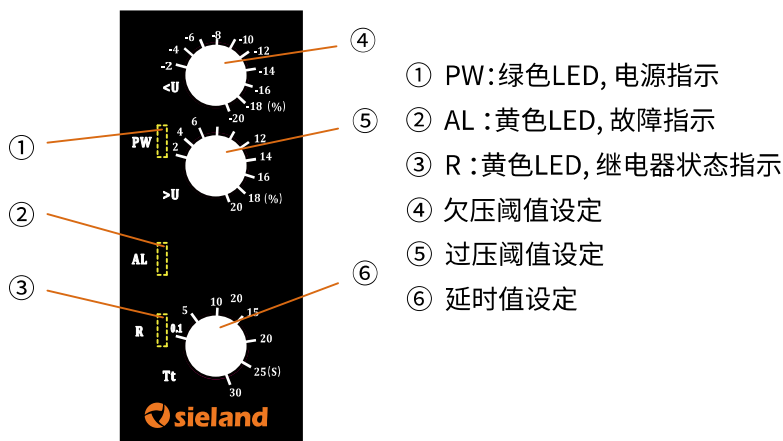 -8
-6
-10
-4
-12
-2
-14
<U
-16
-18 (%)
-20
①
PW
6
4
12
2
14
16
>U
18 (%)
20
②
AL
③
R
10
20
5
15
0.1
20
25(S)
Tt
30
sieland
④
⑤
⑥
① PW：绿色LED, 电源指示
② AL：黄色LED, 故障指示
③ R：黄色LED, 继电器状态指示
④ 欠压阈值设定
⑤ 过压阈值设定
⑥ 延时值设定